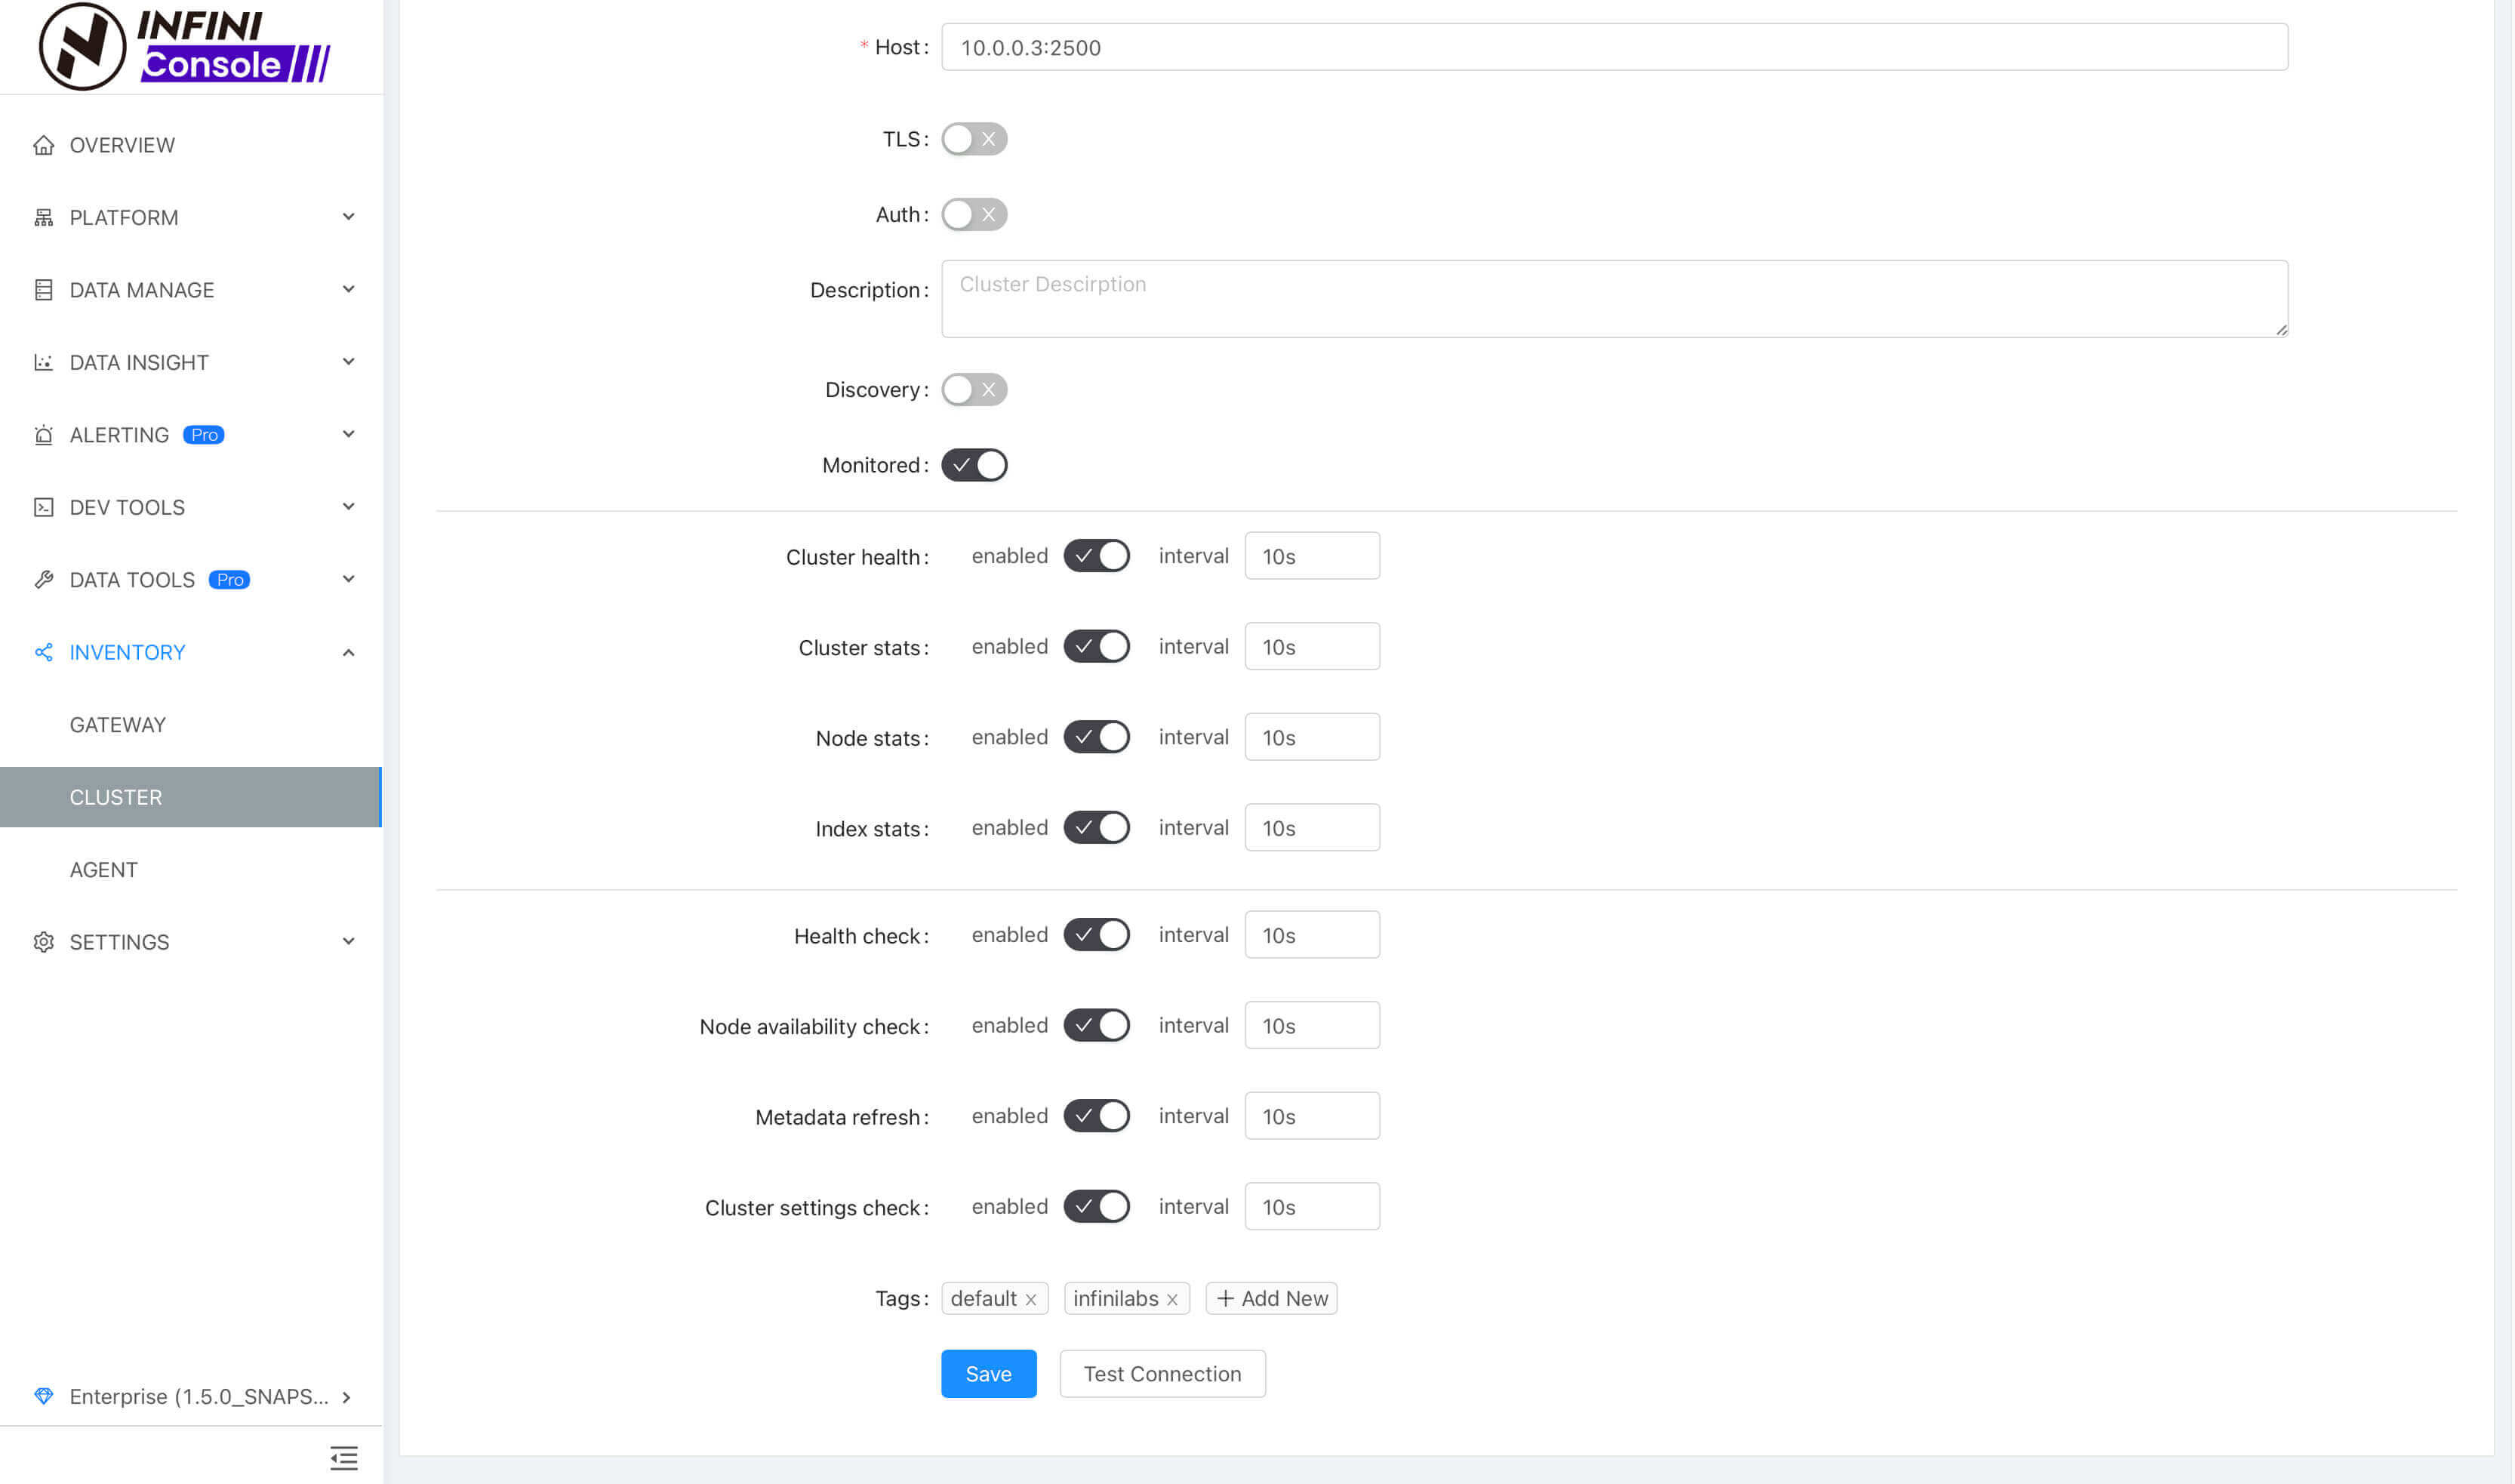 INFINI
Console
OVERVIEW
PLATFORM
DATA MANAGE
DATA INSIGHT
ALERTING Pro
DEV TOOLS
DATA TOOLS Pro
INVENTORY
GATEWAY
CLUSTER
AGENT
SETTINGS
Enterprise (1.5.0_SNAPS...
* Host: 10.0.0.3:2500
TLS:
Auth:
Description: Cluster Descirption
Discovery:
Monitored:
Cluster health: enabled interval 10s
Cluster stats: enabled interval 10s
Node stats: enabled interval 10s
Index stats: enabled interval 10s
Health check: enabled interval 10s
Node availability check: enabled interval 10s
Metadata refresh: enabled interval 10s
Cluster settings check: enabled interval 10s
Tags: default infinilabs + Add New
Save Test Connection